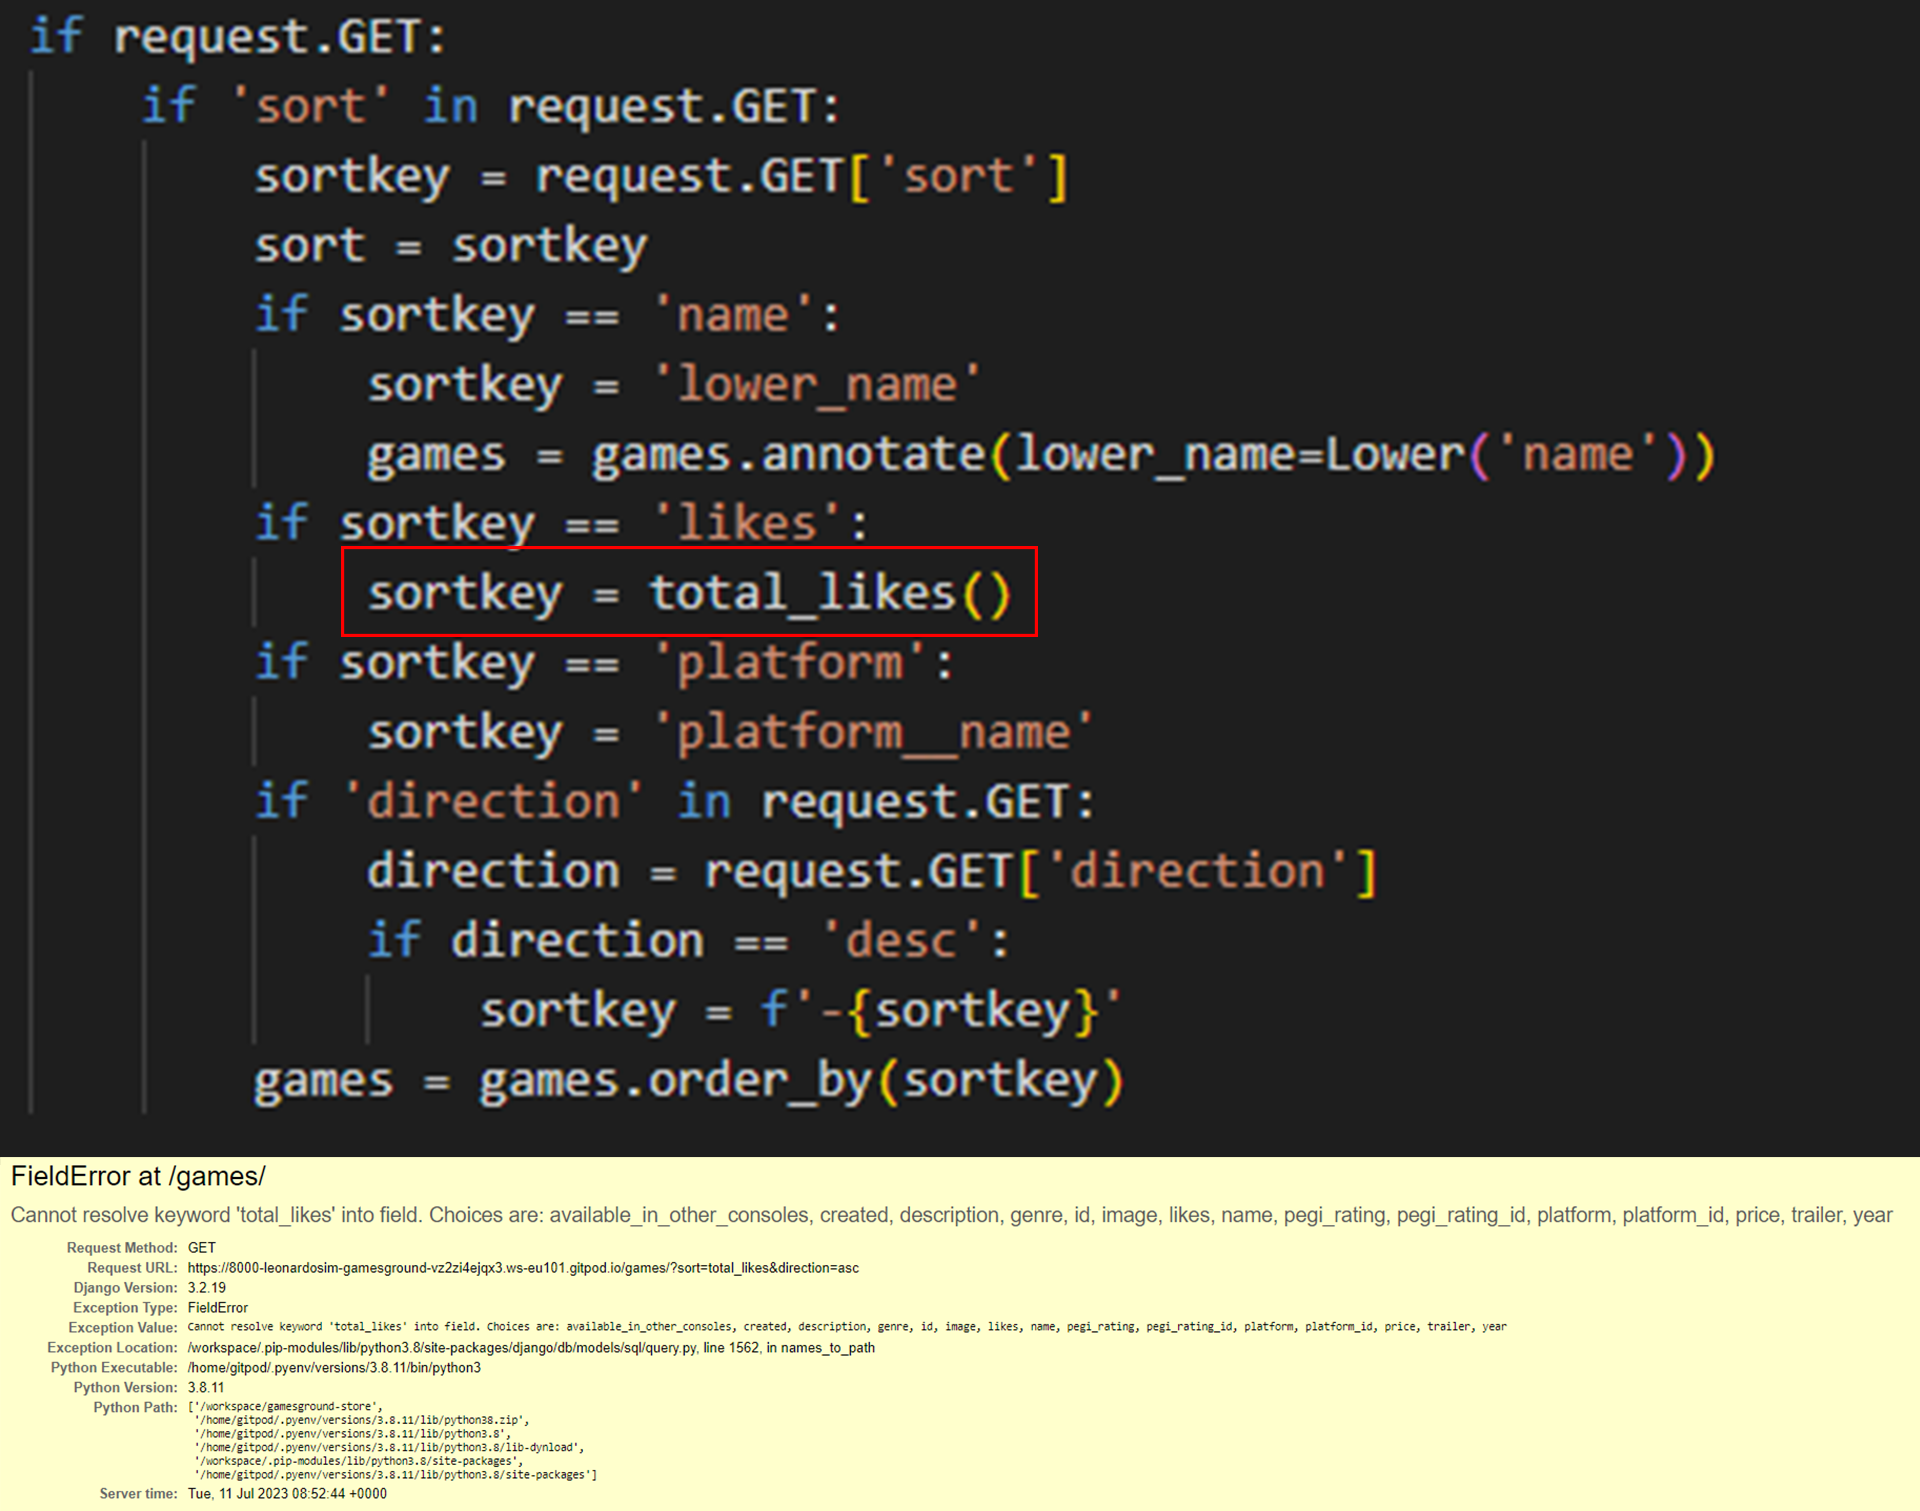 if request.GET:
if 'sort' in request.GET:
sortkey = request.GET['sort']
sort = sortkey
if sortkey == 'name':
sortkey = 'lower_name'
games = games.annotate(lower_name=Lower('name'))
if sortkey == 'likes':
sortkey = total_likes()
if sortkey == 'platform':
sortkey = 'platform__name'
if 'direction' in request.GET:
direction = request.GET['direction']
if direction == 'desc':
sortkey = f'-{sortkey}'
games = games.order_by(sortkey)
FieldError at /games/
Cannot resolve keyword 'total_likes' into field. Choices are: available_in_other_consoles, created, description, genre, id, image, likes, name, pegi_rating, pegi_rating_id, platform, platform_id, price, trailer, year
Request Method: GET
Request URL: https://8000-leonardosim-gamesground-vz2zi4ejqx3.ws-eu101.gitpod.io/games/?sort=total_likes&direction=asc
Django Version: 3.2.19
Exception Type: FieldError
Exception Value: Cannot resolve keyword 'total_likes' into field. Choices are: available_in_other_consoles, created, description, genre, id, image, likes, name, pegi_rating, pegi_rating_id, platform, platform_id, price, trailer, year
Exception Location: /workspace/.pip-modules/lib/python3.8/site-packages/django/db/models/sql/query.py, line 1562, in names_to_path
Python Executable: /home/gitpod/.pyenv/versions/3.8.11/bin/python3
Python Version: 3.8.11
Python Path: ['/workspace/gamesground-store',
'/home/gitpod/.pyenv/versions/3.8.11/lib/python38.zip',
'/home/gitpod/.pyenv/versions/3.8.11/lib/python3.8',
'/home/gitpod/.pyenv/versions/3.8.11/lib/python3.8/lib-dynload',
'/workspace/.pip-modules/lib/python3.8/site-packages',
'/home/gitpod/.pyenv/versions/3.8.11/lib/python3.8/site-packages']
Server time: Tue, 11 Jul 2023 08:52:44 +0000